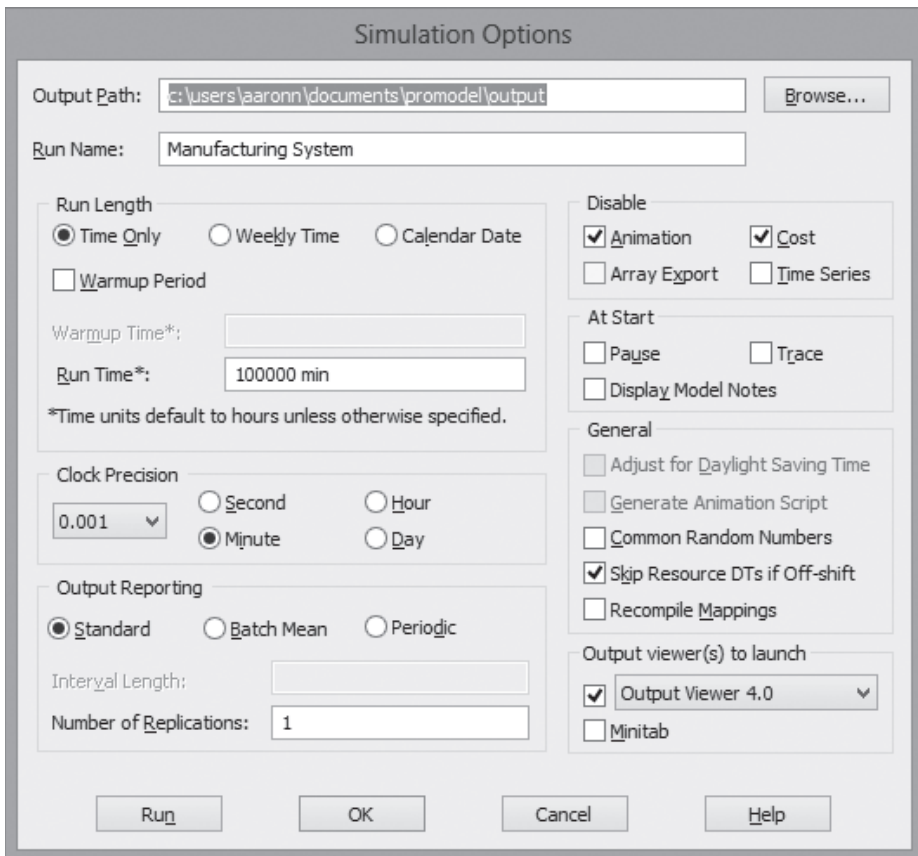 Simulation Options
Output Path: c:\users\aaronn\documents\promodel\output Browse...
Run Name: Manufacturing System
Run Length
Time Only Weekly Time Calendar Date
Warmup Period
Warmup Time*:
Run Time*: 100000 min
*Time units default to hours unless otherwise specified.
Clock Precision
0.001
Second Hour
Minute Day
Output Reporting
Standard Batch Mean Periodic
Interval Length:
Number of Replications: 1
Disable
Animation Cost
Array Export Time Series
At Start
Pause Trace
Display Model Notes
General
Adjust for Daylight Saving Time
Generate Animation Script
Common Random Numbers
Skip Resource DTs if Off-shift
Recompile Mappings
Output viewer(s) to launch
Output Viewer 4.0
Minitab
Run OK Cancel Help